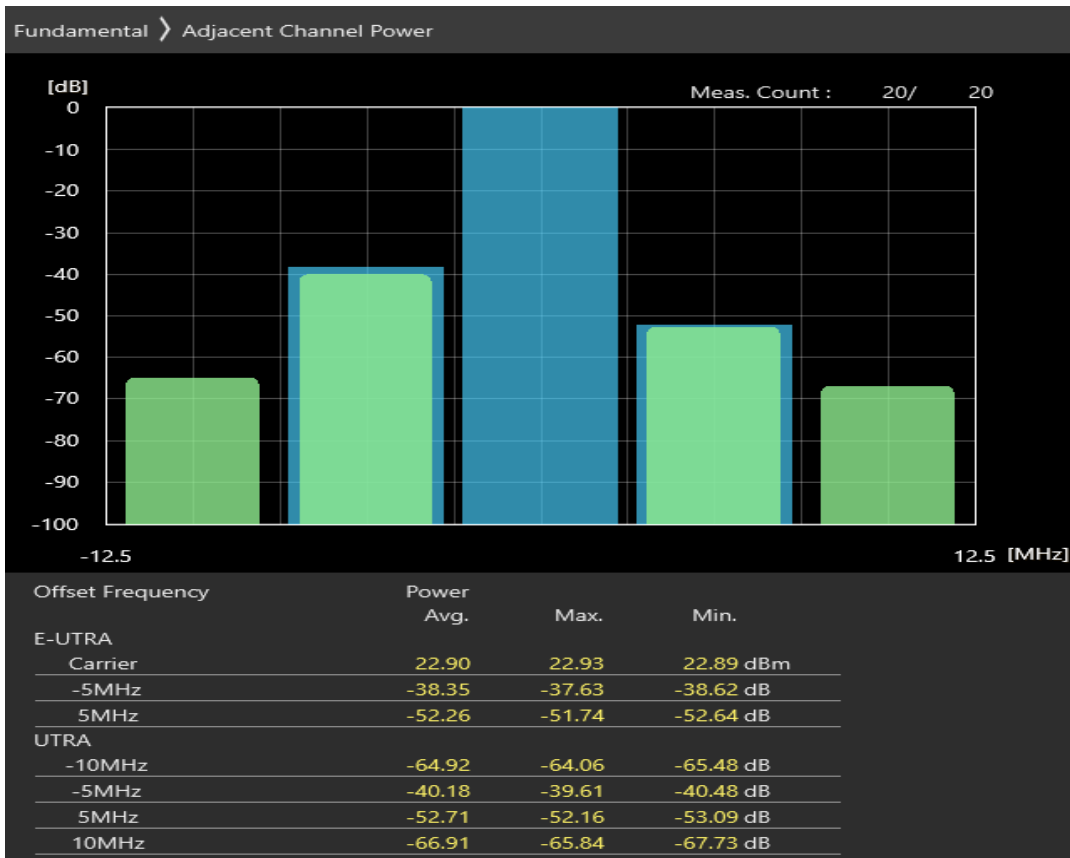 Fundamental 〉 Adjacent Channel Power
[dB]
Meas. Count : 20/ 20
0
-10
-20
-30
-40
-50
-60
-70
-80
-90
-100
-12.5 12.5 [MHz]
Offset Frequency Power
Avg. Max. Min.
E-UTRA
Carrier 22.90 22.93 22.89 dBm
-5MHz -38.35 -37.63 -38.62 dB
5MHz -52.26 -51.74 -52.64 dB
UTRA
-10MHz -64.92 -64.06 -65.48 dB
-5MHz -40.18 -39.61 -40.48 dB
5MHz -52.71 -52.16 -53.09 dB
10MHz -66.91 -65.84 -67.73 dB